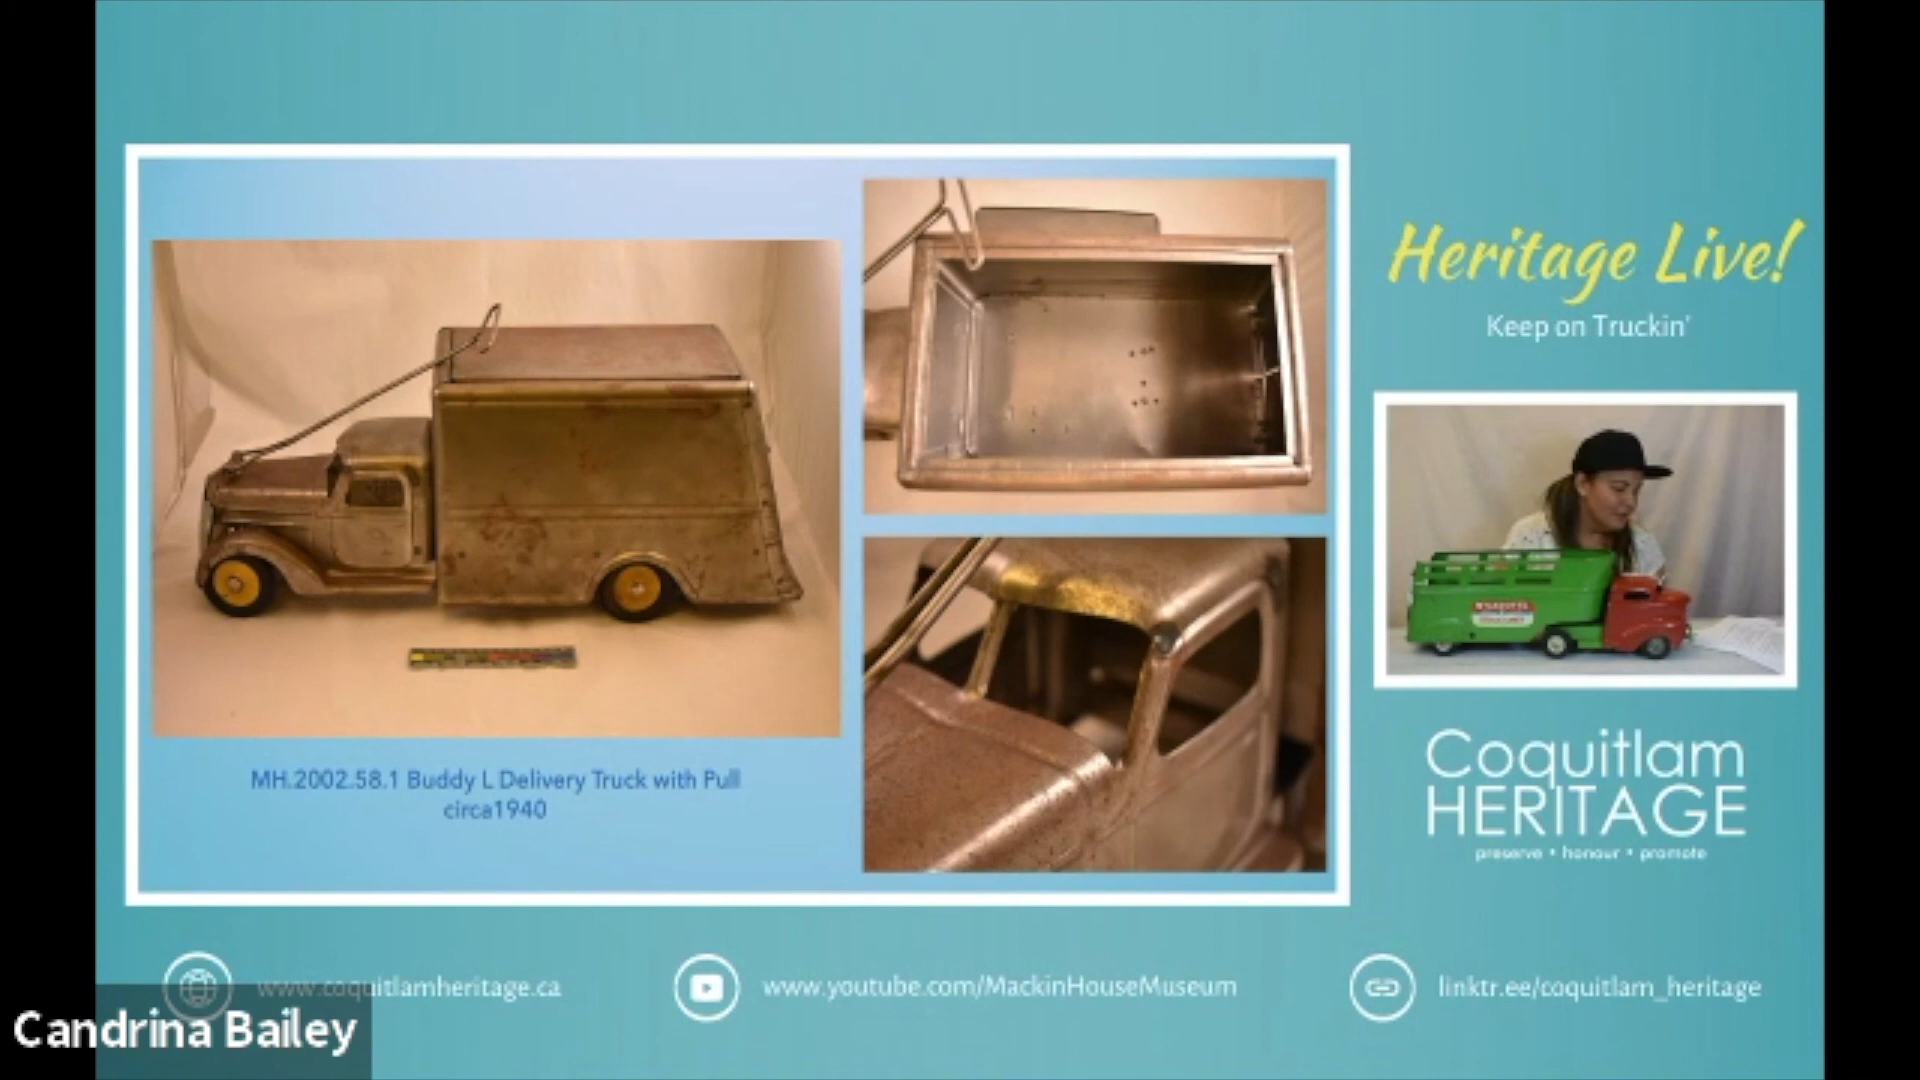 Heritage Live!
Keep on Truckin'
MH.2002.58.1 Buddy L Delivery Truck with Pull
circa1940
Coquitlam
HERITAGE
preserve • honour • promote
www.coquitlamheritage.ca
www.youtube.com/MackinHouseMuseum
linktr.ee/coquitlam_heritage
Candrina Bailey